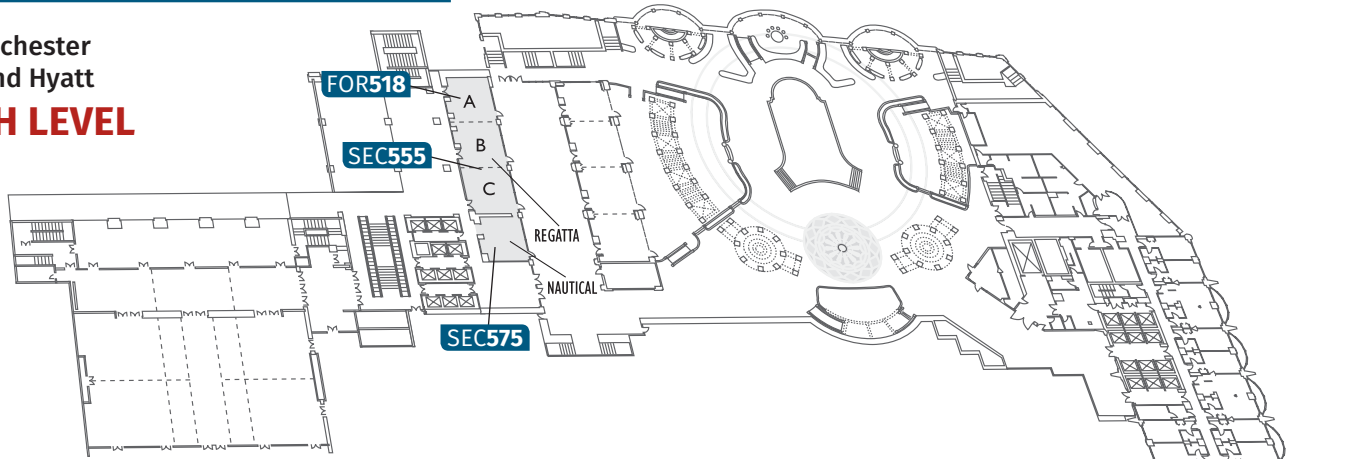 chester
nd Hyatt
H LEVEL
FOR518
A
SEC555
B
C
REGATTA
NAUTICAL
SEC575